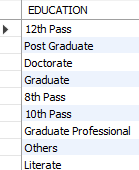 EDUCATION
12th Pass
Post Graduate
Doctorate
Graduate
8th Pass
10th Pass
Graduate Professional
Others
Literate